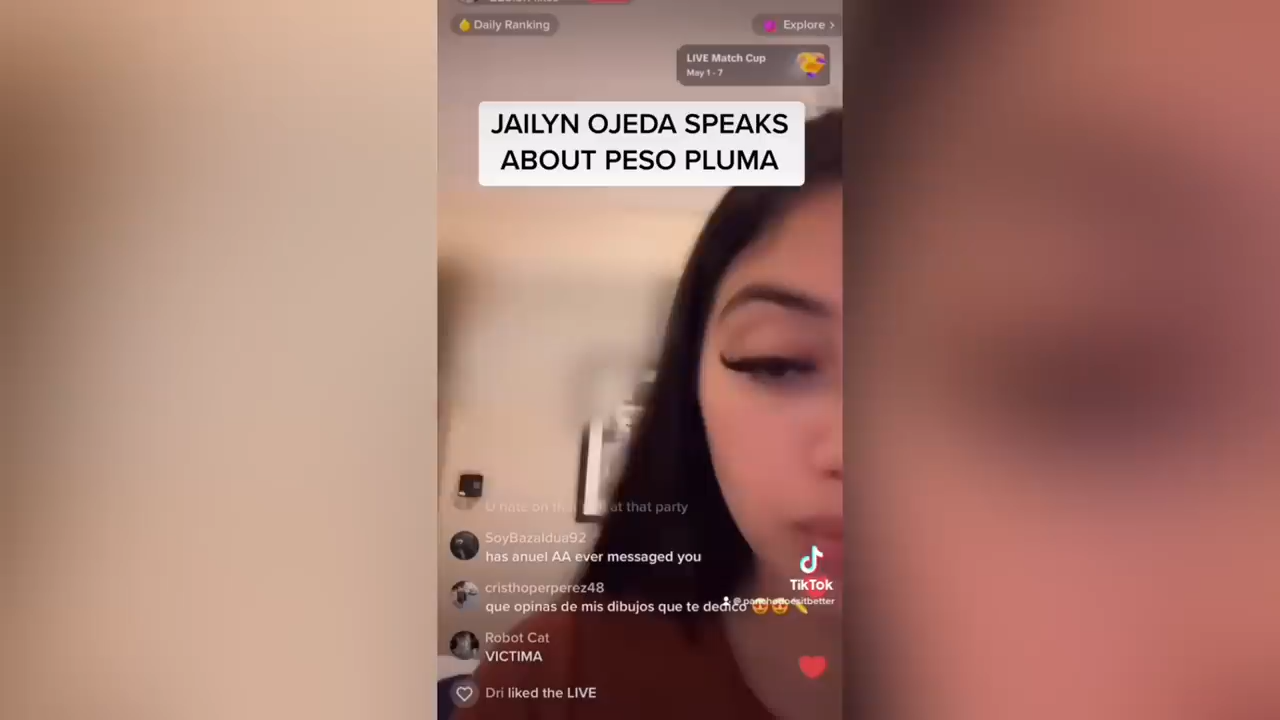 Daily Ranking
Explore >
LIVE Match Cup
May 1 - 7
JAILYN OJEDA SPEAKS
ABOUT PESO PLUMA
at that party
SoyBazaldua92
has anuel AA ever messaged you
cristhoperperez48
que opinas de mis dibujos que te dedico 😍😍✏️
Robot Cat
VICTIMA
Dri liked the LIVE
TikTok
@panchodoesitbetter